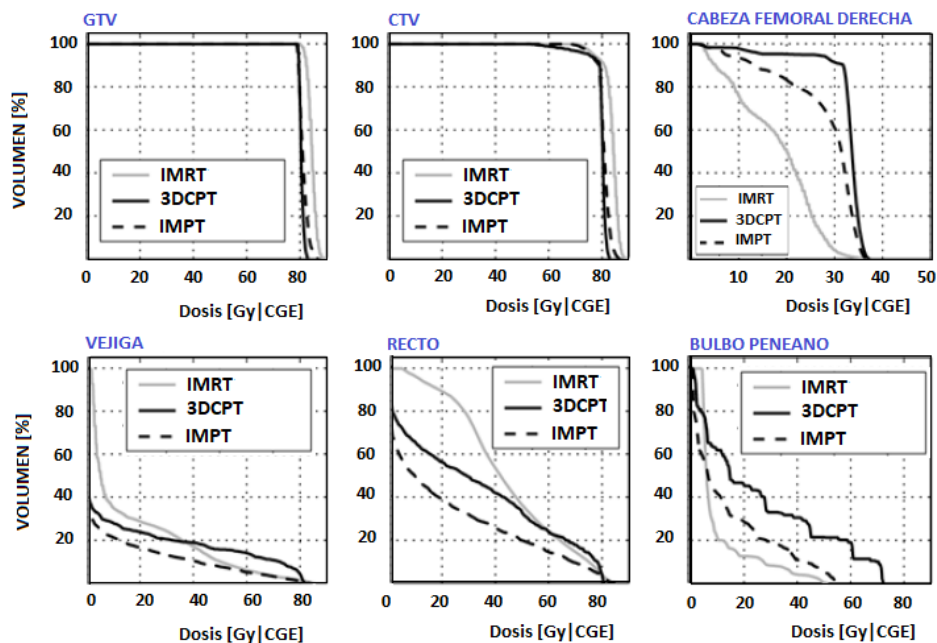 GTV
CTV
CABEZA FEMORAL DERECHA
VOLUMEN [%]
100
80
60
40
20
IMRT
3DCPT
IMPT
0
20
40
60
80
Dosis [Gy|CGE]
100
80
60
40
20
IMRT
3DCPT
IMPT
0
20
40
60
80
Dosis [Gy|CGE]
100
80
60
40
20
IMRT
3DCPT
IMPT
10
20
30
40
50
Dosis [Gy|CGE]
VEJIGA
RECTO
BULBO PENEANO
VOLUMEN [%]
100
80
60
40
20
IMRT
3DCPT
IMPT
0
20
40
60
80
Dosis [Gy|CGE]
100
80
60
40
20
IMRT
3DCPT
IMPT
0
20
40
60
80
Dosis [Gy|CGE]
100
80
60
40
20
IMRT
3DCPT
IMPT
0
20
40
60
80
Dosis [Gy|CGE]